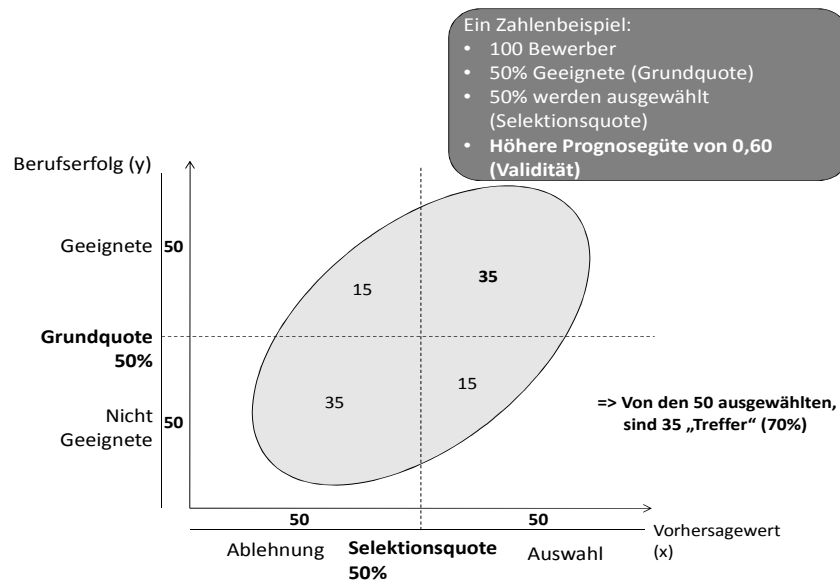 Ein Zahlenbeispiel:
• 100 Bewerber
• 50% Geeignete (Grundquote)
• 50% werden ausgewählt
(Selektionsquote)
• Höhere Prognosegüte von 0,60
(Validität)
Berufserfolg (y)
Geeignete 50
15 35
Grundquote
50%
35 15
Nicht
Geeignete
50
=> Von den 50 ausgewählten,
sind 35 „Treffer“ (70%)
50 50
Ablehnung Selektionsquote Auswahl
50%
Vorhersagewert
(x)